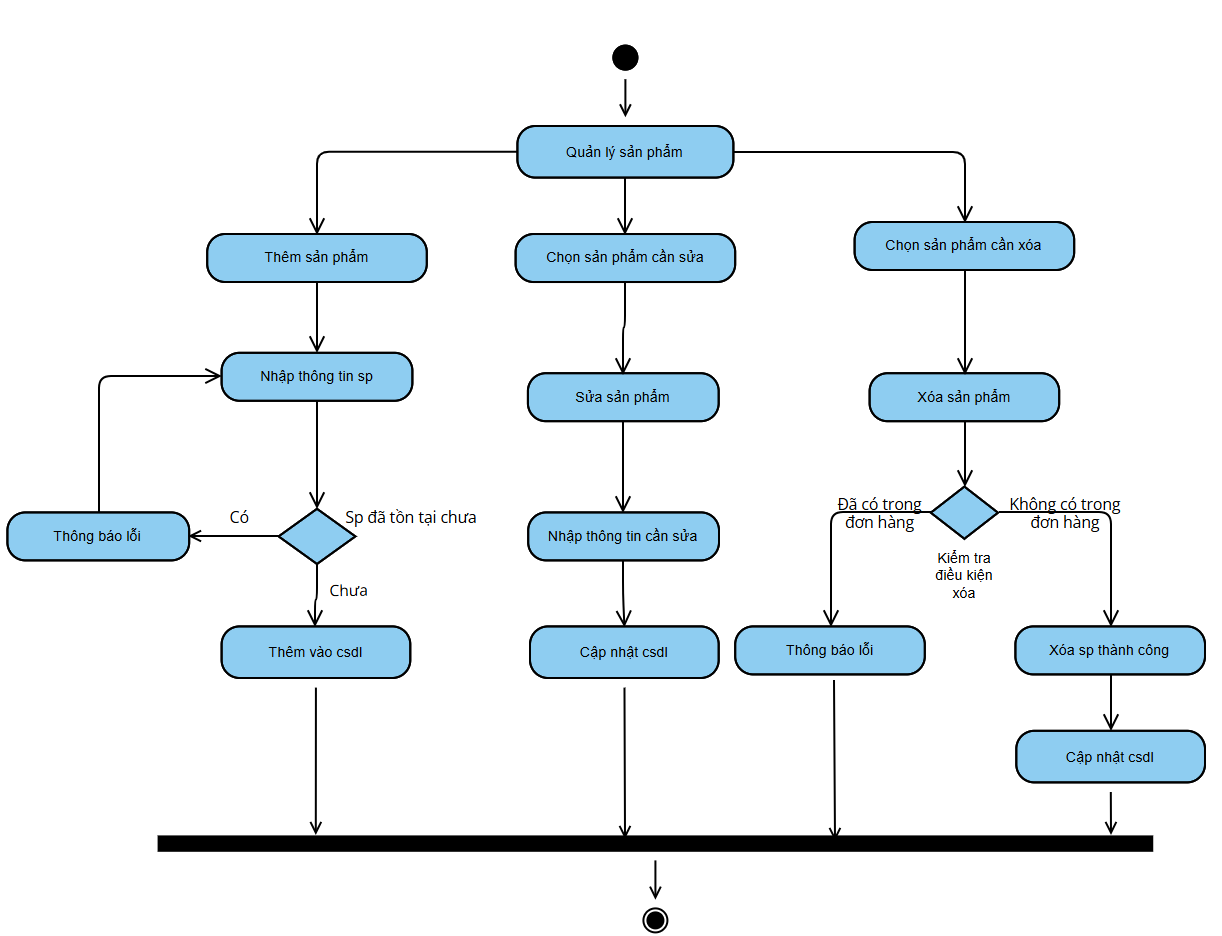 Quản lý sản phẩm
Thêm sản phẩm
Chọn sản phẩm cần sửa
Chọn sản phẩm cần xóa
Nhập thông tin sp
Sửa sản phẩm
Xóa sản phẩm
Có
Sp đã tồn tại chưa
Thông báo lỗi
Chưa
Nhập thông tin cần sửa
Đã có trong
đơn hàng
Không có trong
đơn hàng
Kiểm tra
điều kiện
xóa
Thêm vào csdl
Cập nhật csdl
Thông báo lỗi
Xóa sp thành công
Cập nhật csdl